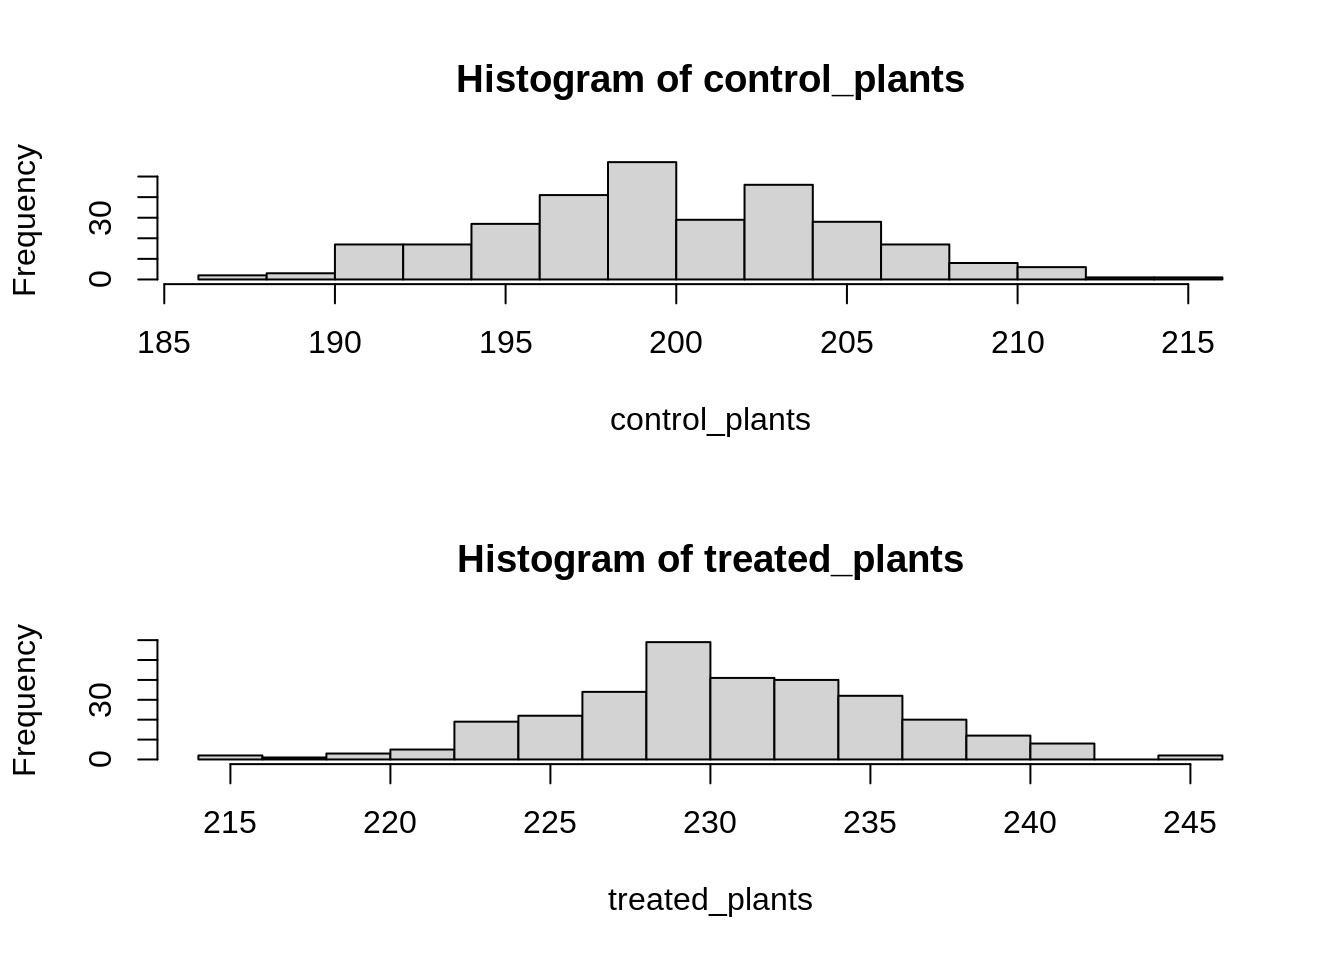 Histogram of control_plants
Frequency
30
0
185 190 195 200 205 210 215
control_plants
Histogram of treated_plants
Frequency
30
0
215 220 225 230 235 240 245
treated_plants